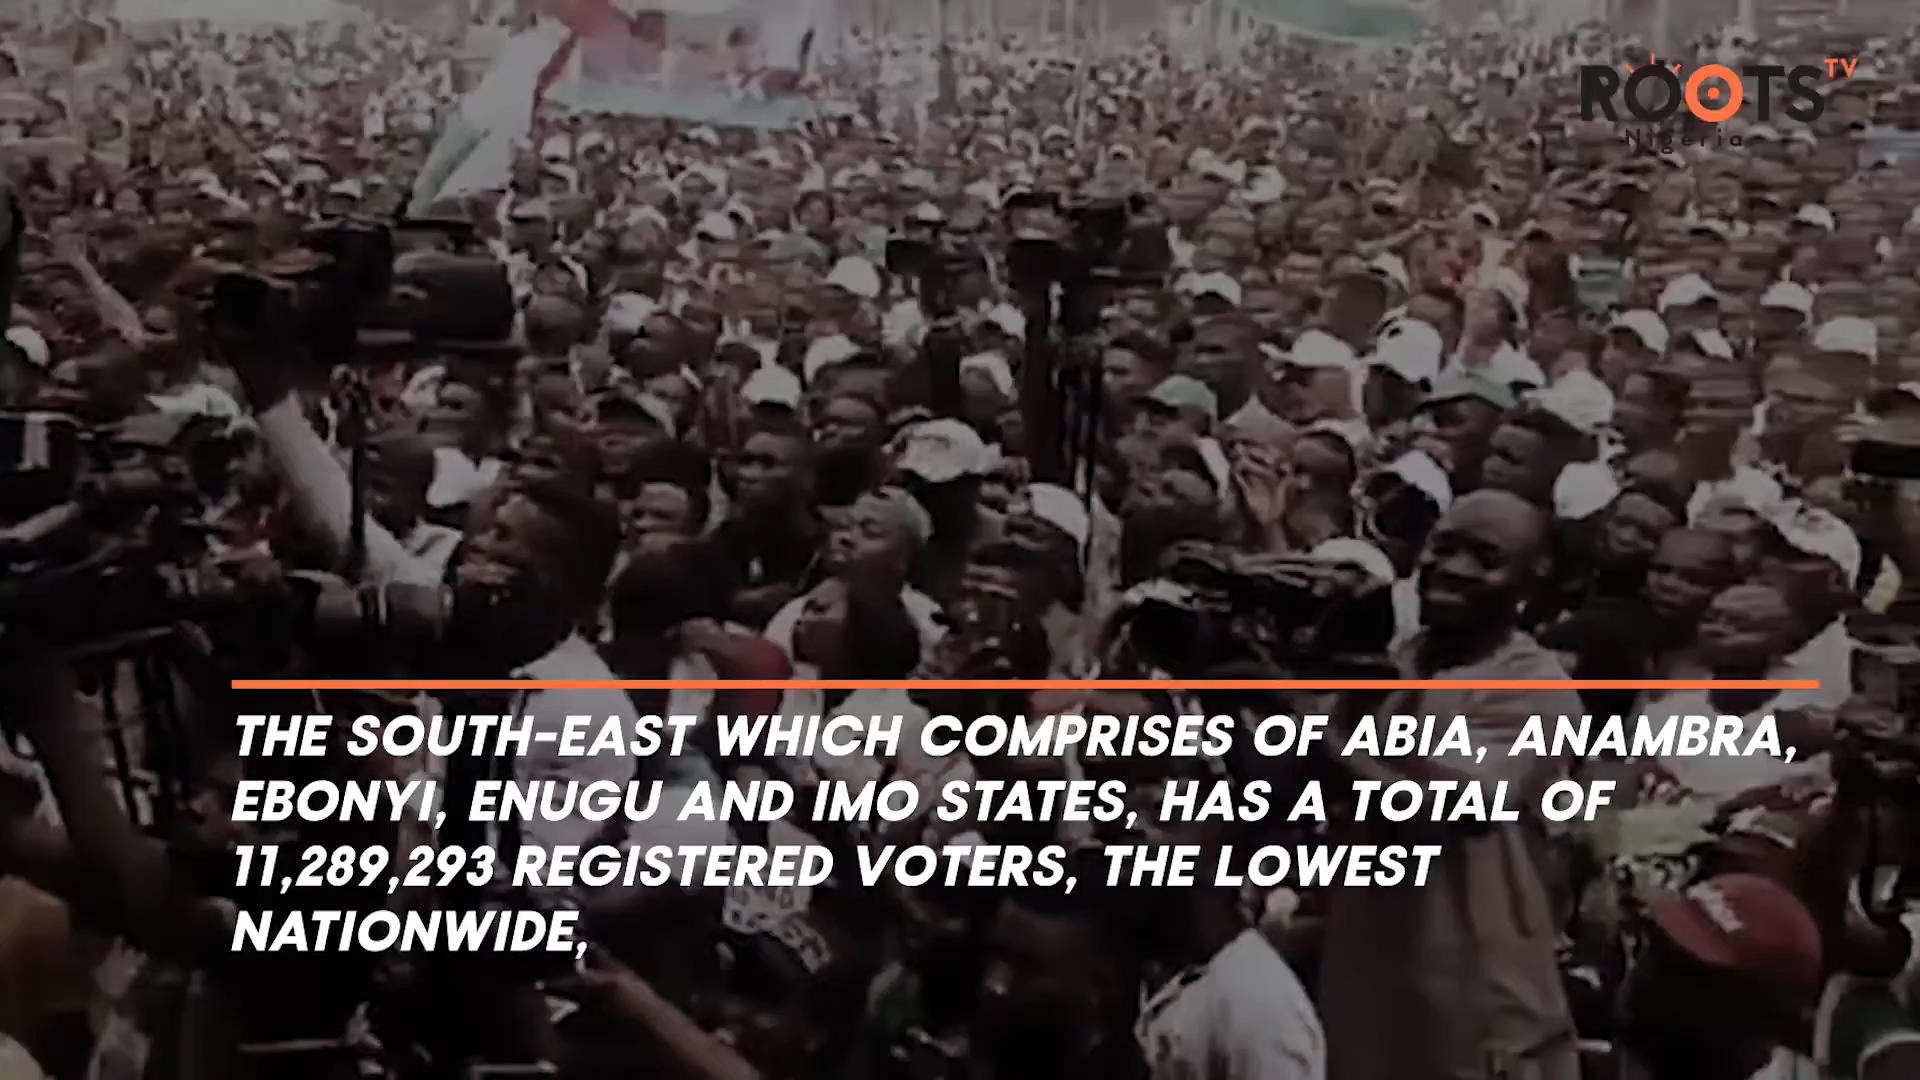 ROOTS TV
Nigeria
THE SOUTH-EAST WHICH COMPRISES OF ABIA, ANAMBRA,
EBONYI, ENUGU AND IMO STATES, HAS A TOTAL OF
11,289,293 REGISTERED VOTERS, THE LOWEST
NATIONWIDE,